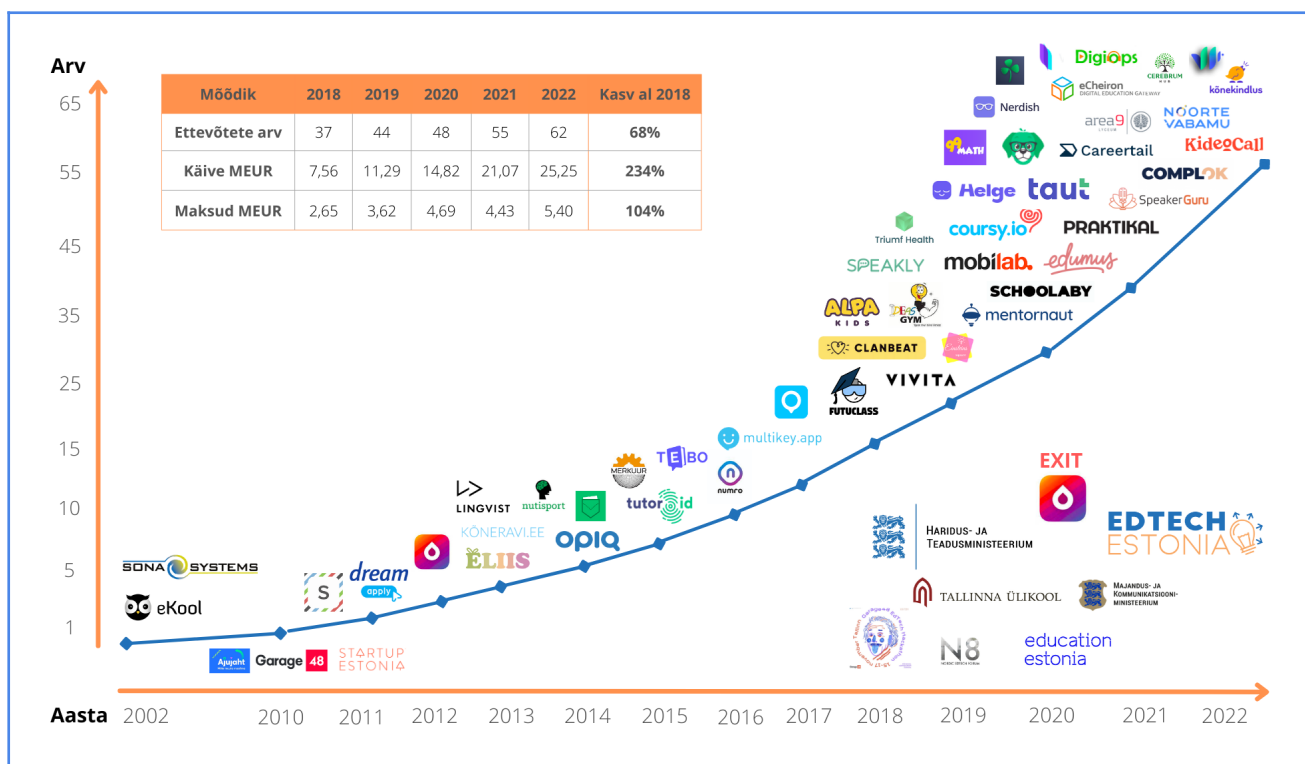 Arv
65
55
45
35
25
15
10
5
1
Mõõdik 2018 2019 2020 2021 2022 Kasv al 2018
Ettevõtete arv 37 44 48 55 62 68%
Käive MEUR 7,56 11,29 14,82 21,07 25,25 234%
Maksud MEUR 2,65 3,62 4,69 4,43 5,40 104%
Digiops
CEREBRUM
HUB
eCheiron
DIGITAL EDUCATION GATEWAY
kõnekindlus
Nerdish
area9
LYCEUM
NOORTE
VABAMU
MATH
Careertail
KideoCall
COMPLOK
Helge
taut
SpeakerGuru
Triumf Health
coursy.io
PRAKTIKAL
SPEAKLY
mobilab.
edumus
SCHOOLABY
ALPA
KIDS
GYM
mentornaut
CLANBEAT
FUTUCLASS
VIVITA
multikey.app
TEBO
MERKUUR
numro
LINGVIST
nutisport
tutor.id
KÕNERAVI.EE
ELIIS
OPIQ
SONA SYSTEMS
eKool
S
dream
apply
Ajujaht
Garage 48
STARTUP
ESTONIA
EXIT
HARIDUS- JA
TEADUSMINISTEERIUM
EDTECH
ESTONIA
TALLINNA ÜLIKOOL
MAJANDUS- JA
KOMMUNIKATSIOONI-
MINISTEERIUM
N8
NORDIC EDTECH FORUM
education
estonia
Aasta 2002 2010 2011 2012 2013 2014 2015 2016 2017 2018 2019 2020 2021 2022